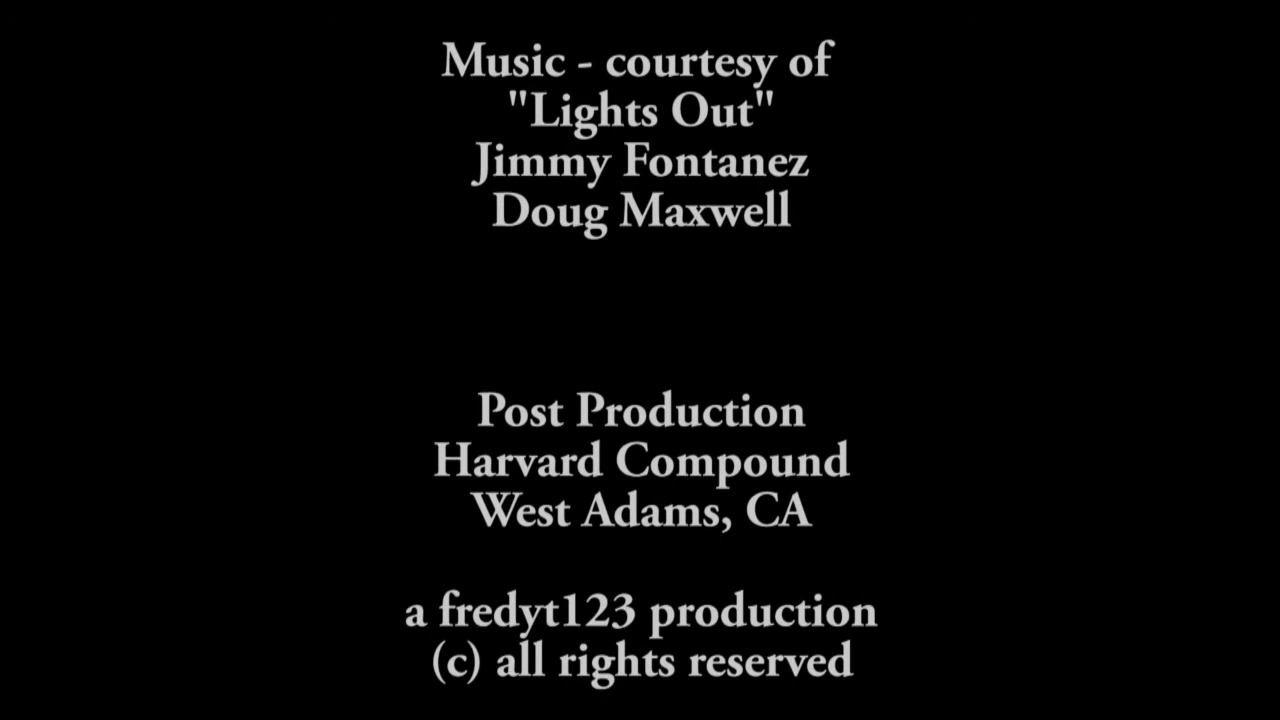 Music - courtesy of
"Lights Out"
Jimmy Fontanez
Doug Maxwell
Post Production
Harvard Compound
West Adams, CA
a fredyt123 production
(c) all rights reserved